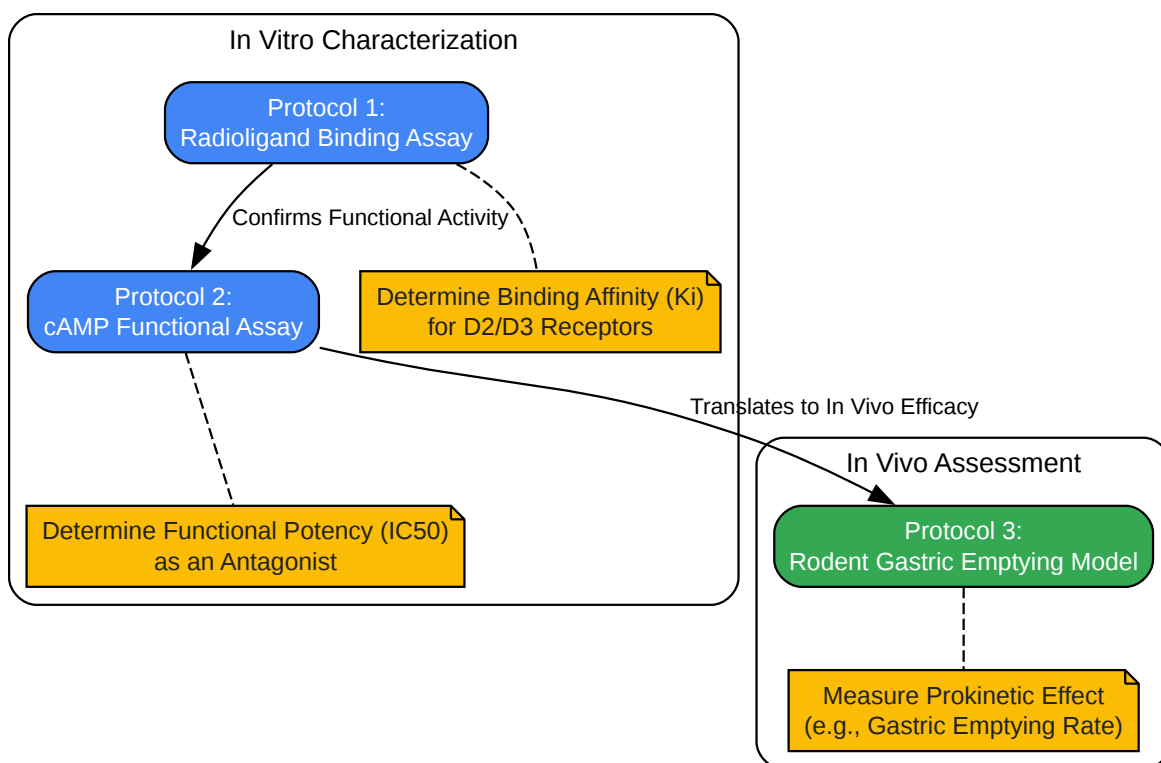 In Vitro Characterization
Protocol 1:
Radioligand Binding Assay
Confirms Functional Activity
Protocol 2:
cAMP Functional Assay
Determine Binding Affinity (Ki)
for D2/D3 Receptors
Translates to In Vivo Efficacy
In Vivo Assessment
Determine Functional Potency (IC50)
as an Antagonist
Protocol 3:
Rodent Gastric Emptying Model
Measure Prokinetic Effect
(e.g., Gastric Emptying Rate)